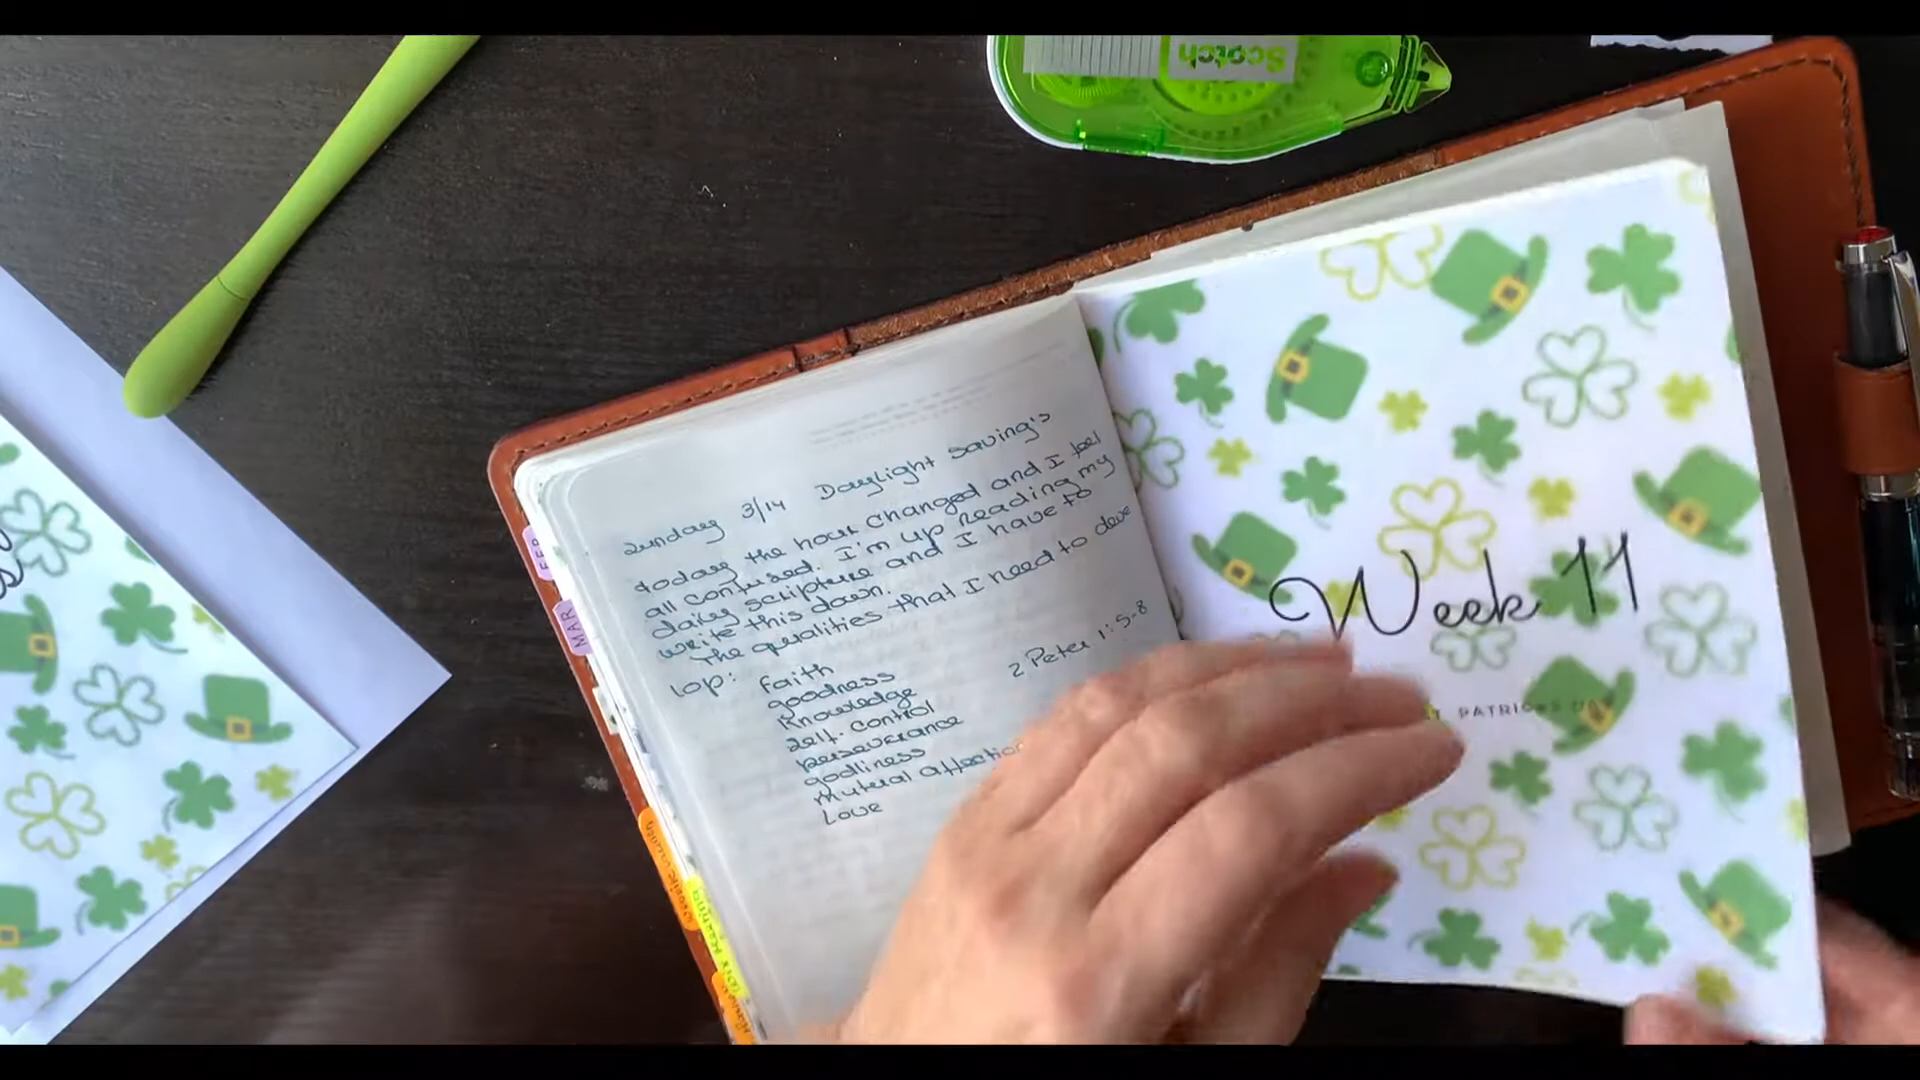 Scotch
Sunday 3/14 Daylight Saving's
today the hour changed and I feel
all confused. I'm up reading my
daily scripture and I have to
write this down.
The qualities that I need to deve
lop: faith
goodness
Knowledge
self-control
perseverance
godliness
mutual affection
Love
2 Peter 1:5-8
FEB
MAR
Week 11
PATRICKS DAY